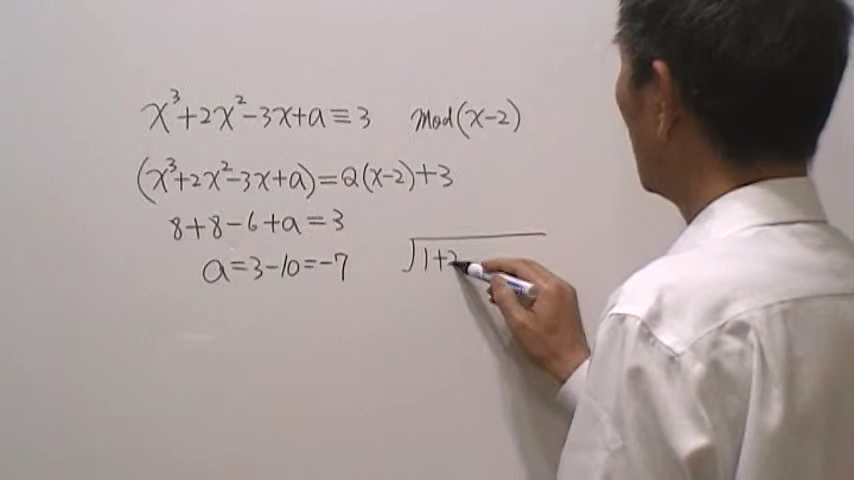 x³+2x²-3x+a≡3 mod(x-2)
(x³+2x²-3x+a)=Q(x-2)+3
8+8-6+a=3
a=3-10=-7
1+2